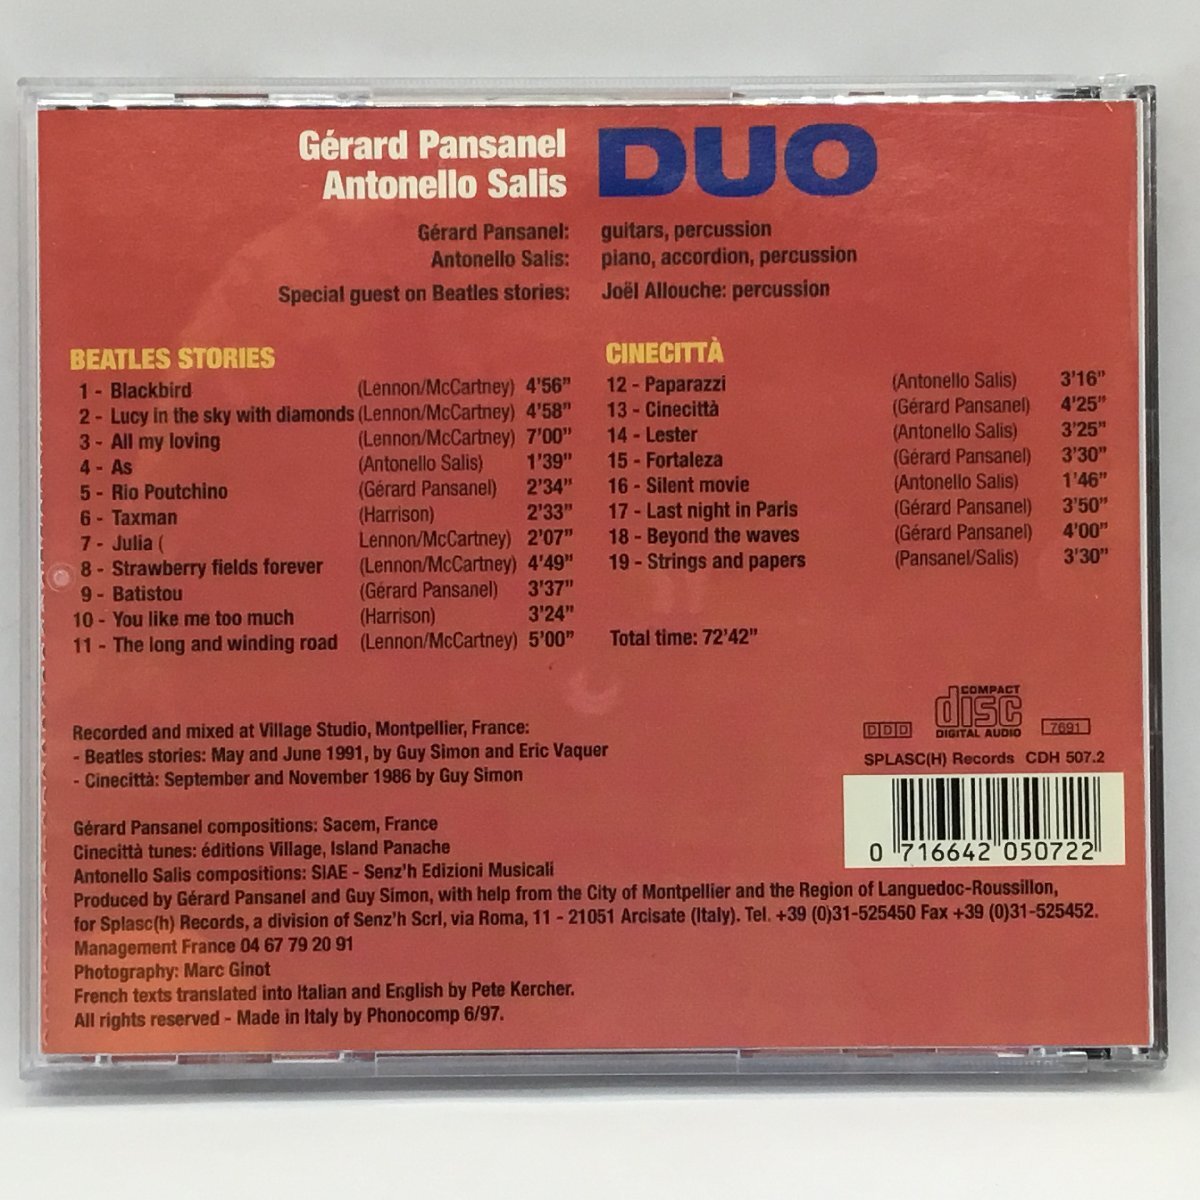 Gérard Pansanel
Antonello Salis
DUO
Gérard Pansanel: guitars, percussion
Antonello Salis: piano, accordion, percussion
Special guest on Beatles stories: Joël Allouche: percussion
BEATLES STORIES
1 - Blackbird (Lennon/McCartney) 4'56"
2 - Lucy in the sky with diamonds (Lennon/McCartney) 4'58"
3 - All my loving (Lennon/McCartney) 7'00"
4 - As (Antonello Salis) 1'39"
5 - Rio Poutchino (Gérard Pansanel) 2'34"
6 - Taxman (Harrison) 2'33"
7 - Julia ( Lennon/McCartney) 2'07"
8 - Strawberry fields forever (Lennon/McCartney) 4'49"
9 - Batistou (Gérard Pansanel) 3'37"
10 - You like me too much (Harrison) 3'24"
11 - The long and winding road (Lennon/McCartney) 5'00"
CINECITTÀ
12 - Paparazzi (Antonello Salis) 3'16"
13 - Cinecittà (Gérard Pansanel) 4'25"
14 - Lester (Antonello Salis) 3'25"
15 - Fortaleza (Gérard Pansanel) 3'30"
16 - Silent movie (Antonello Salis) 1'46"
17 - Last night in Paris (Gérard Pansanel) 3'50"
18 - Beyond the waves (Gérard Pansanel) 4'00"
19 - Strings and papers (Pansanel/Salis) 3'30"
Total time: 72'42"
Recorded and mixed at Village Studio, Montpellier, France:
- Beatles stories: May and June 1991, by Guy Simon and Eric Vaquer
- Cinecittà: September and November 1986 by Guy Simon
DDD
COMPACT
disc
DIGITAL AUDIO
7691
SPLASC(H) Records CDH 507.2
0 716642 050722
Gérard Pansanel compositions: Sacem, France
Cinecittà tunes: éditions Village, Island Panache
Antonello Salis compositions: SIAE - Senz'h Edizioni Musicali
Produced by Gérard Pansanel and Guy Simon, with help from the City of Montpellier and the Region of Languedoc-Roussillon,
for Splasc(h) Records, a division of Senz'h Scrl, via Roma, 11 - 21051 Arcisate (Italy). Tel. +39 (0)31-525450 Fax +39 (0)31-525452.
Management France 04 67 79 20 91
Photography: Marc Ginot
French texts translated into Italian and English by Pete Kercher.
All rights reserved - Made in Italy by Phonocomp 6/97.